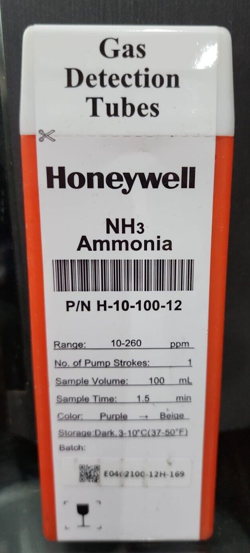 Gas
Detection
Tubes
Honeywell
NH3
Ammonia
P/N H-10-100-12
Range: 10-260 ppm
No. of Pump Strokes: 1
Sample Volume: 100 mL
Sample Time: 1.5 min
Color: Purple → Beige
Storage:Dark 3-10°C(37-50°F)
Batch: